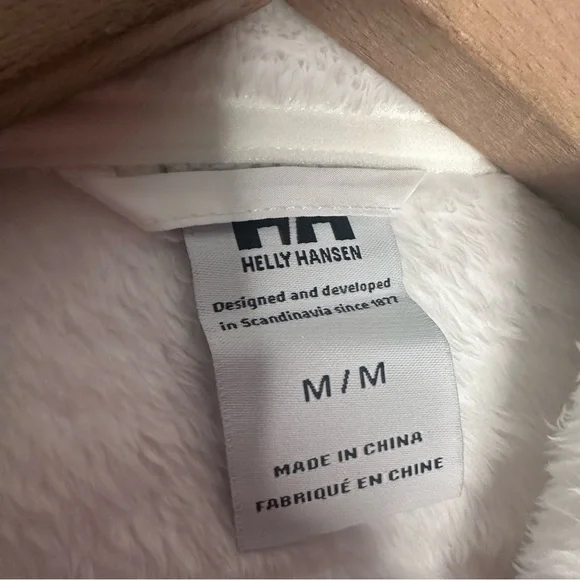 HH
HELLY HANSEN
Designed and developed
in Scandinavia since 1877
M / M
MADE IN CHINA
FABRIQUÉ EN CHINE